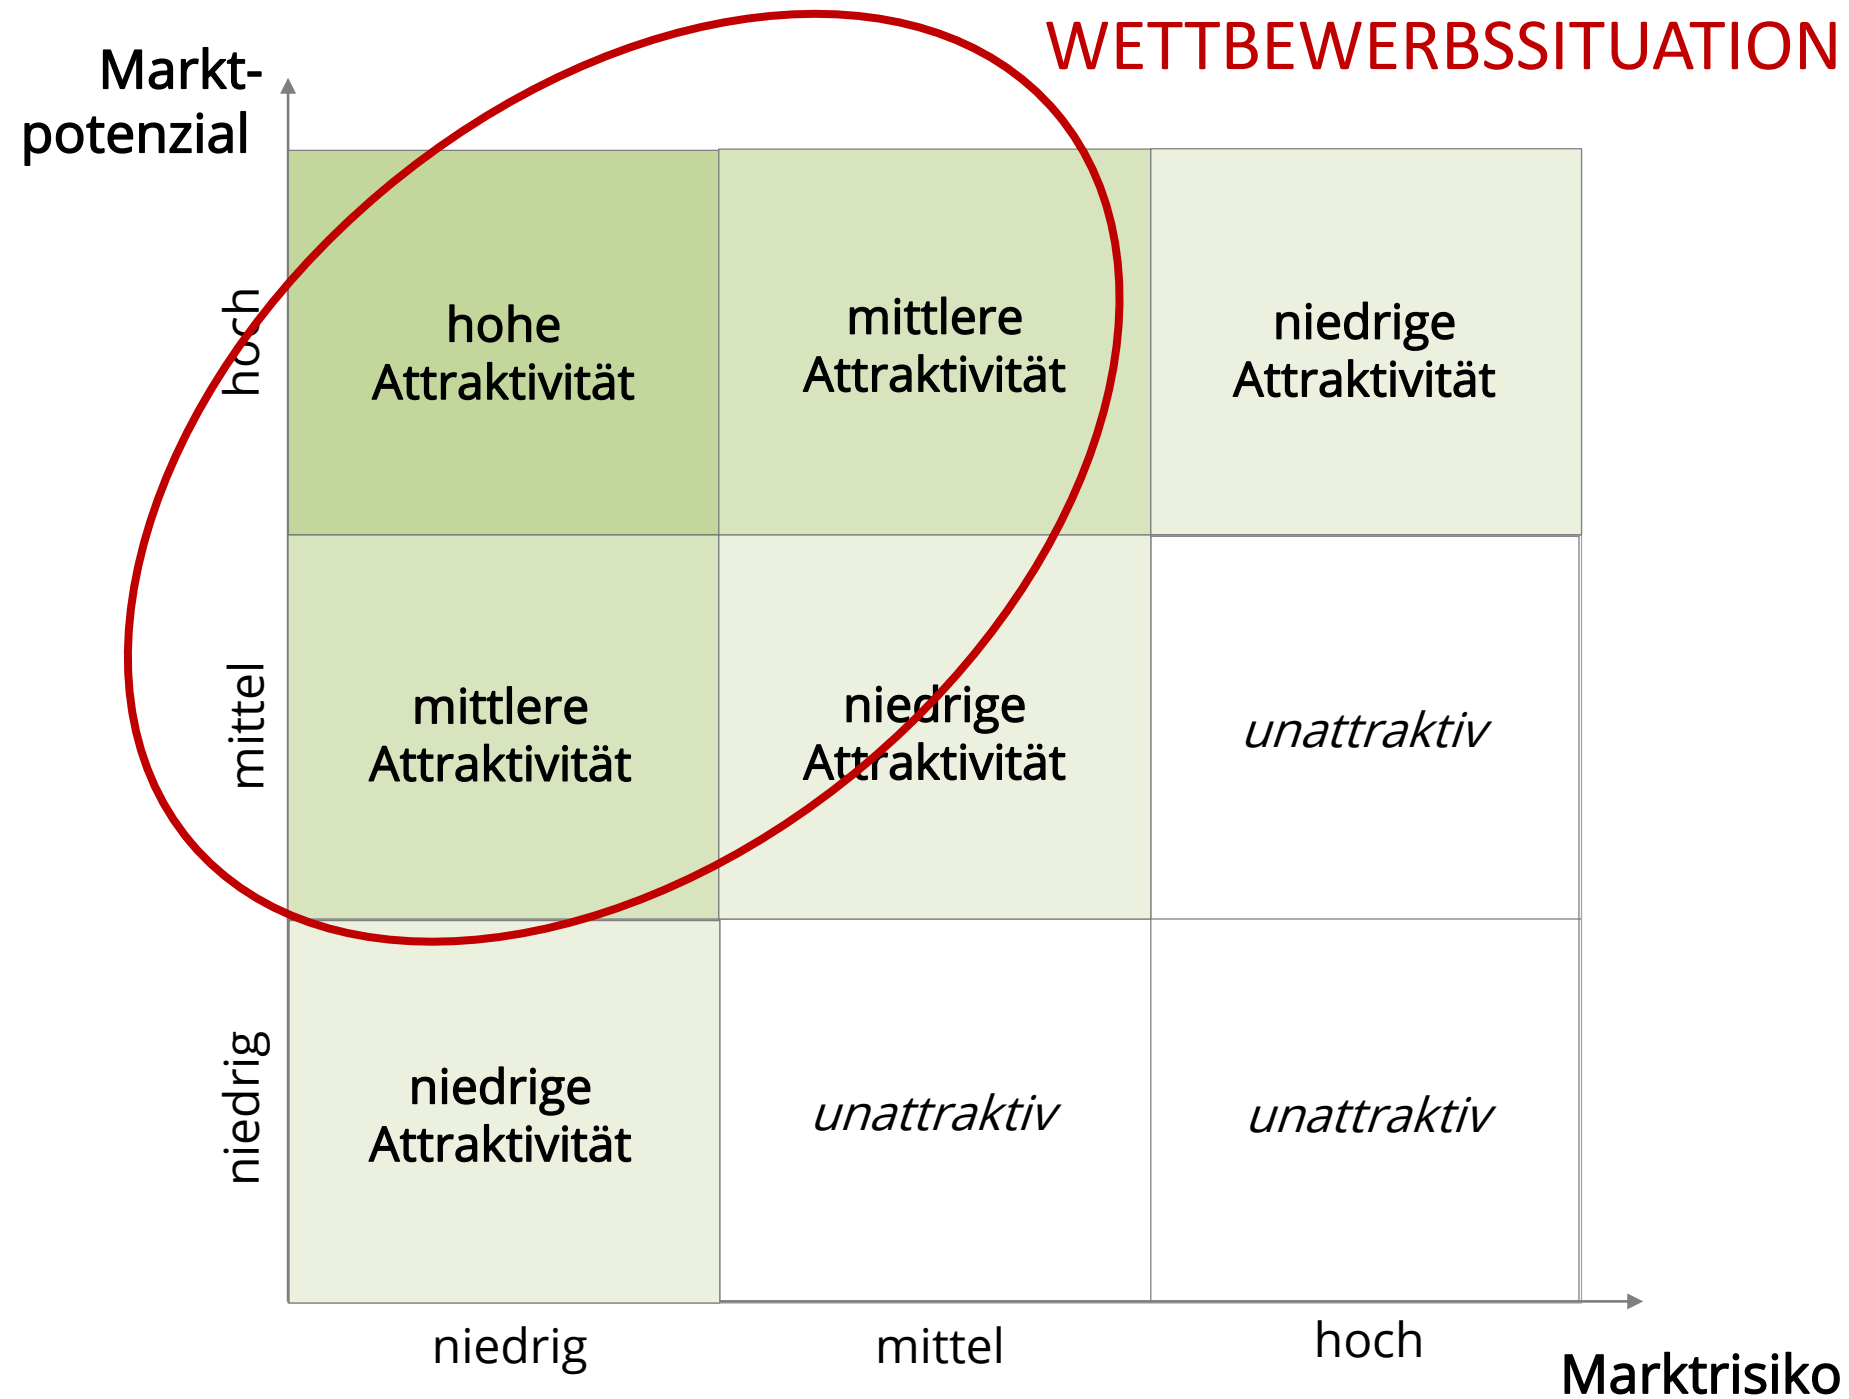 WETTBEWERBSSITUATION
Markt-
potenzial
hoch
hohe
Attraktivität
mittlere
Attraktivität
niedrige
Attraktivität
mittel
mittlere
Attraktivität
niedrige
Attraktivität
unattraktiv
niedrig
niedrige
Attraktivität
unattraktiv
unattraktiv
niedrig
mittel
hoch
Marktrisiko